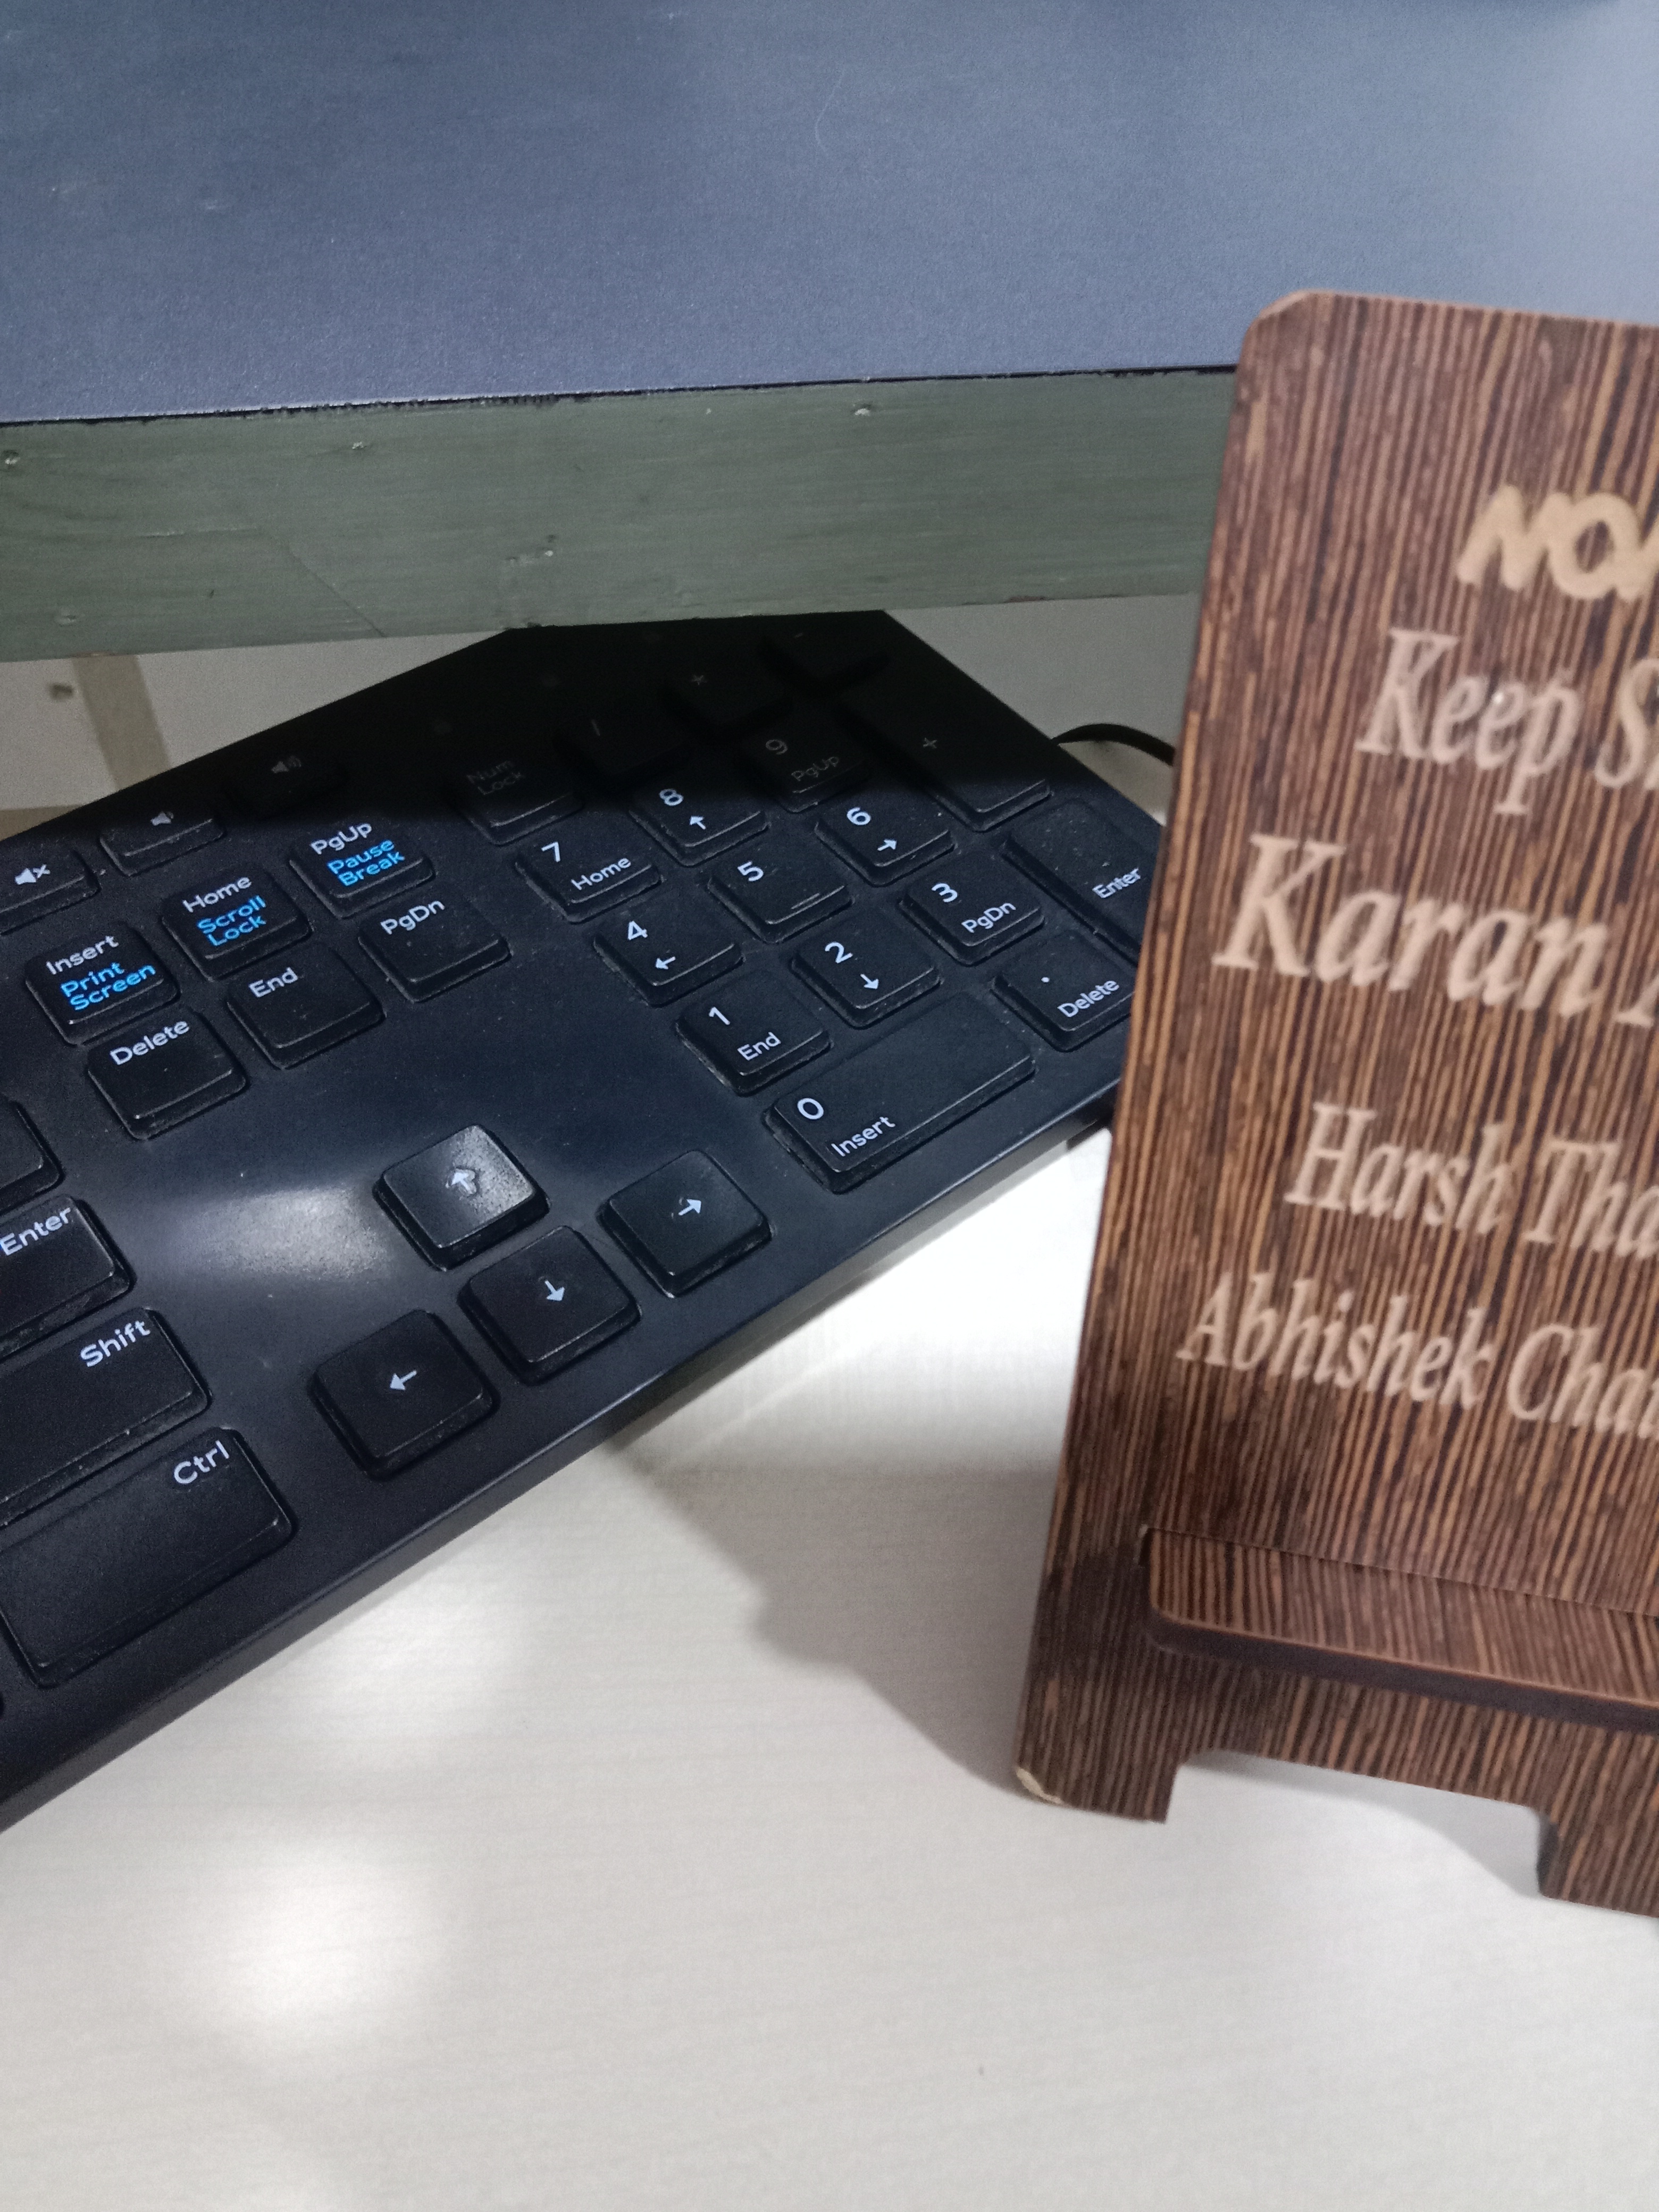 PgUp
Pause
Break
Home
Scroll
Lock
Insert
Print
Screen
PgDn
End
Delete
Num
Lock
/
*
-
7
Home
8
↑
9
PgUp
+
4
←
5
6
→
1
End
2
↓
3
PgDn
Enter
0
Insert
.
Delete
Enter
Shift
Ctrl
↑
←
↓
→
Keep
Karan
Harsh
Abhishek